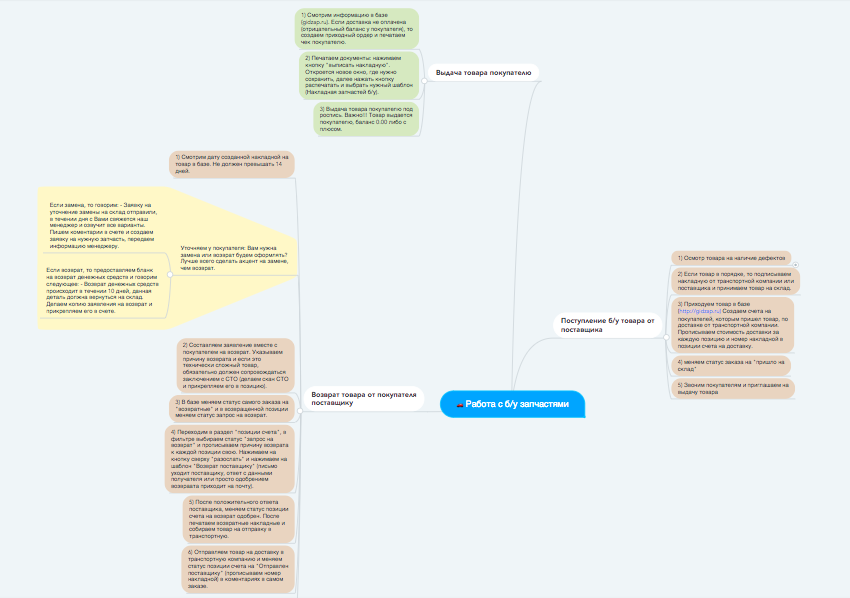 1) Смотрим информацию в базе
(gidzap.ru). Если доставка не оплачена
(отрицательный баланс у покупателя), то
создаем приходный ордер и печатаем
чек покупателю.
2) Печатаем документы: нажимаем
кнопку "выписать накладную".
Откроется новое окно, где нужно
сохранить, далее нажать кнопку
распечатать и выбрать нужный шаблон
(Накладная запчастей б/у).
3) Выдача товара покупателю под
роспись. Важно!!! Товар выдается
покупателю, баланс 0.00 либо с
плюсом.
Выдача товара покупателю
1) Смотрим дату созданной накладной на
товар в базе. Не должен превышать 14
дней.
Если замена, то говорим: - Заявку на
уточнение замены на склад отправили,
в течении дня с Вами свяжется наш
менеджер и озвучит все варианты.
Пишем коментарии в счете и создаем
заявку на нужную запчасть, передаем
информацию менеджеру.
Если возврат, то предоставляем бланк
на возврат денежных средств и говорим
следующее: - Возврат денежных средств
происходит в течении 10 дней, данная
деталь должна вернуться на склад.
Делаем копию заявления на возврат и
прикрепляем его в счете.
Уточняем у покупателя: Вам нужна
замена или возврат будем оформлять?
Лучше всего сделать акцент на замене,
чем возврат.
2) Составляем заявление вместе с
покупателем на возврат. Указываем
причину возврата и если это
технически сложный товар,
обязательно должен сопровождаться
заключением с СТО (делаем скан СТО
и прикрепляем его в позицию).
3) В базе меняем статус самого заказа на
"возвратные" и в возвращенной позиции
меняем статус запрос на возврат.
4) Переходим в раздел "позиции счета", в
фильтре выбираем статус "запрос на
возврат" и прописываем причину возврата
к каждой позиции свою. Нажимаем на
кнопку сверху "разослать" и нажимаем на
шаблон "Возврат поставщику" (письмо
уходит поставщику, ответ с данными
получателя или просто одобрением
возвравта приходит на почту).
5) После положительного ответа
поставщика, меняем статус позиции
счета на возврат одобрен. После
печатаем возвратные накладные и
собираем товар на отправку в
транспортную.
6) Отправляем товар на доставку в
транспортную компанию и меняем
статус позиции счета на "Отправлен
поставщику" (прописываем номер
накладной) в коментариях в самом
заказе.
Возврат товара от покупателя
поставщику
Работа с б/у запчастями
Поступление б/у товара от
поставщика
1) Осмотр товара на наличие дефектов
2) Если товар в порядке, то подписываем
накладную от транспортной компании или
поставщика и принимаем товар на склад.
3) Приходуем товар в базе
(http://gidzap.ru) Создаем счета на
покупателей, которым пришел товар, по
доставке от транспортной компании.
Прописываем стоимость доставки за
каждую позицию и номер накладной в
позиции счета на доставку.
4) меняем статус заказа на "пришло на
склад"
5) Звоним покупателям и приглашаем на
выдачу товара